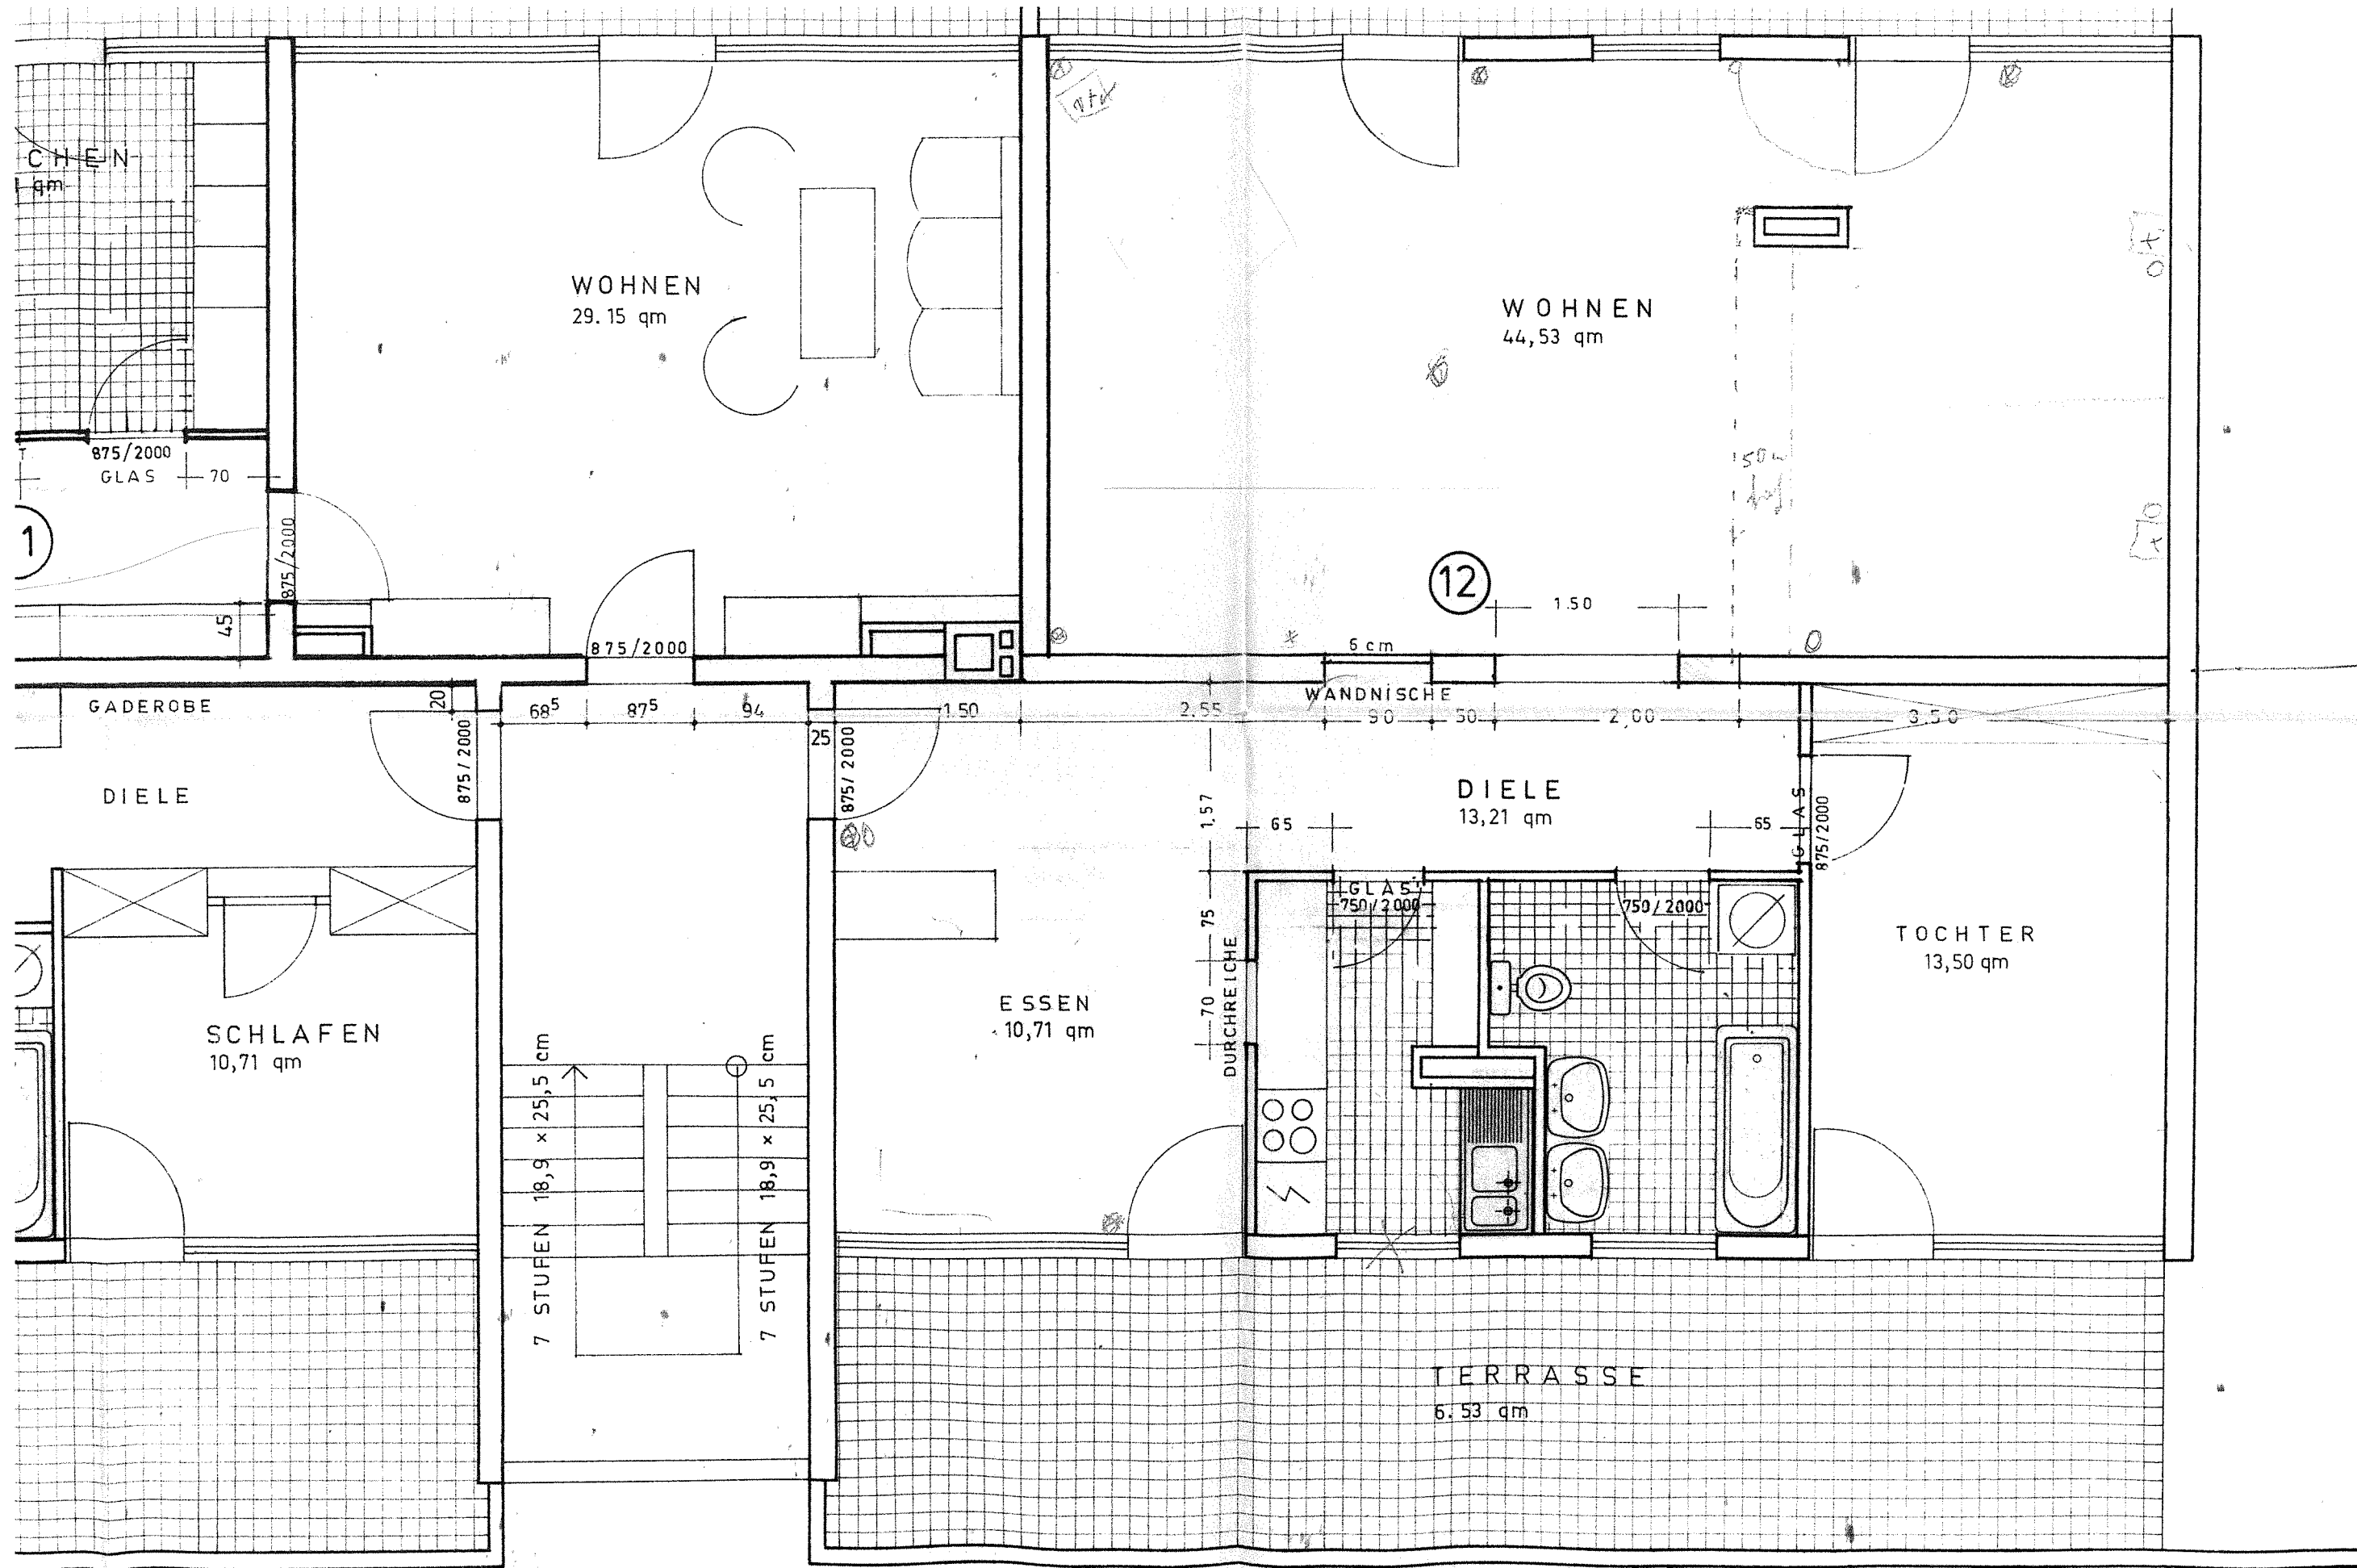 CHEN
qm
WOHNEN
29.15 qm
WOHNEN
44,53 qm
875/2000
GLAS
70
1
875/2000
45
12
1.50
875/2000
6 cm
GADEROBE
20
68⁵
87⁵
94
1.50
2.55
WANDNISCHE
90
50
2,00
3.50
25
875/2000
875/2000
DIELE
DIELE
13,21 qm
1,57
65
65
GLAS
875/2000
GLAS
750/2000
750/2000
75
TOCHTER
13,50 qm
ESSEN
10,71 qm
70
DURCHREICHE
SCHLAFEN
10,71 qm
7 STUFEN 18,9 x 25,5 cm
7 STUFEN 18,9 x 25,5 cm
TERRASSE
6.53 qm